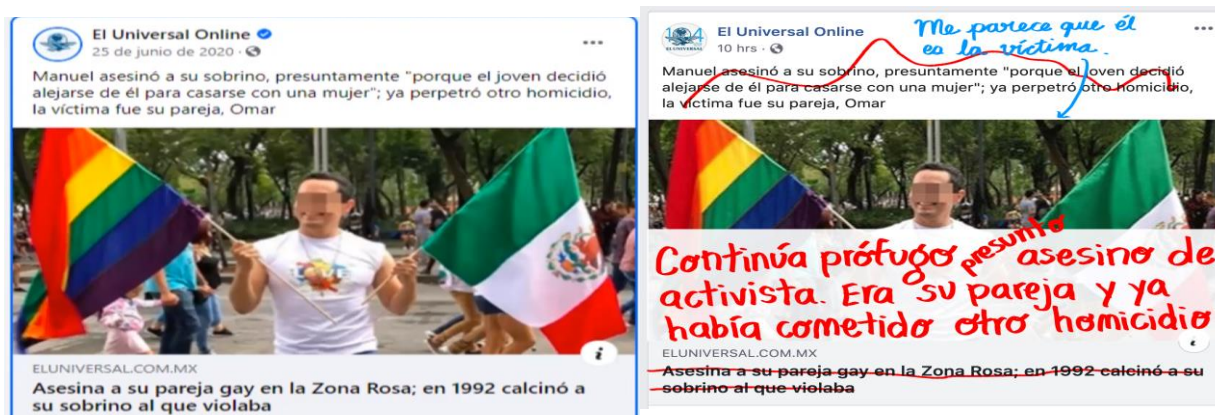 El Universal Online
25 de junio de 2020
Manuel asesinó a su sobrino, presuntamente "porque el joven decidió
alejarse de él para casarse con una mujer"; ya perpetró otro homicidio,
la víctima fue su pareja, Omar
ELUNIVERSAL.COM.MX
Asesina a su pareja gay en la Zona Rosa; en 1992 calcinó a
su sobrino al que violaba
El Universal Online
10 hrs
Me parece que él
es la víctima.
Manuel asesinó a su sobrino, presuntamente "porque el joven decidió
alejarse de él para casarse con una mujer"; ya perpetró otro homicidio,
la víctima fue su pareja, Omar
Continúa prófugo presunto asesino de
activista. Era su pareja y ya
había cometido otro homicidio
ELUNIVERSAL.COM.MX
Asesina a su pareja gay en la Zona Rosa; en 1992 calcinó a su
sobrino al que violaba